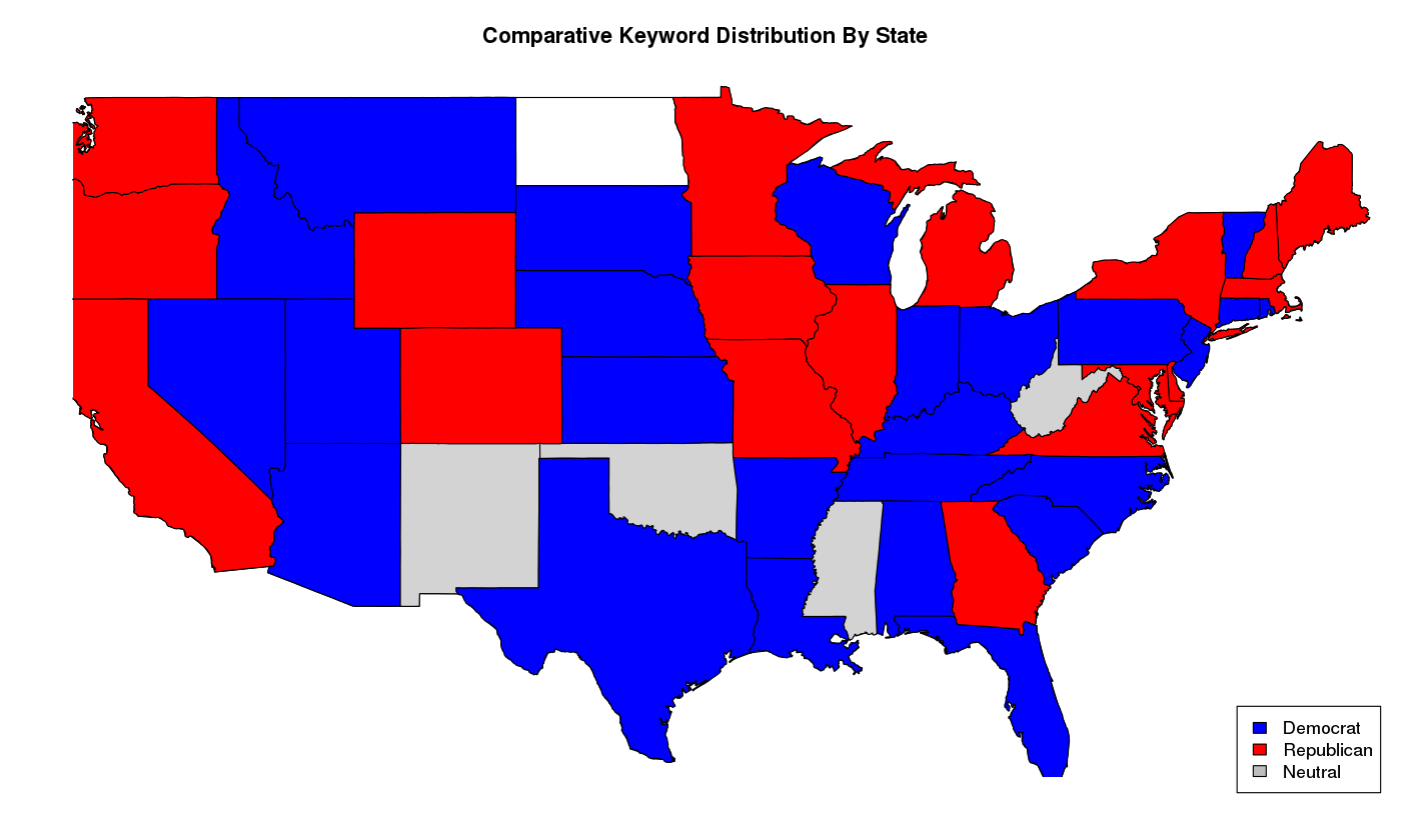 Comparative Keyword Distribution By State
Democrat
Republican
Neutral